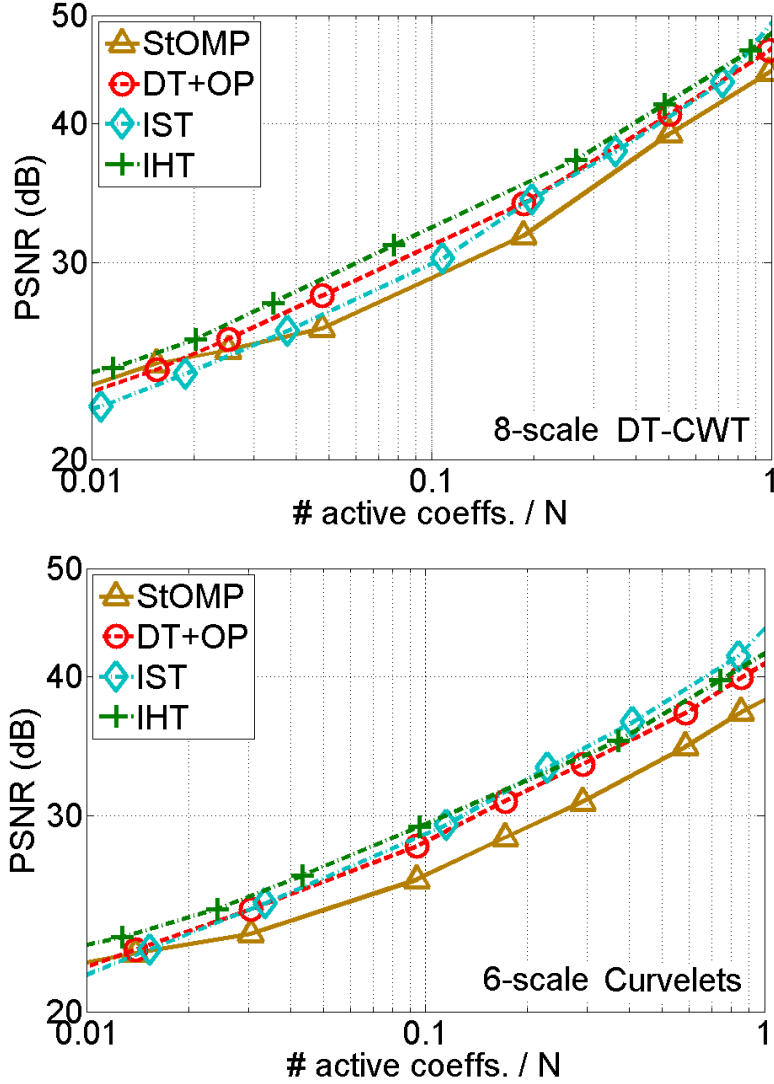 50
40
30
20
PSNR (dB)
StOMP
DT+OP
IST
IHT
8-scale DT-CWT
0.01
0.1
1
# active coeffs. / N
50
40
30
20
PSNR (dB)
StOMP
DT+OP
IST
IHT
6-scale Curvelets
0.01
0.1
1
# active coeffs. / N